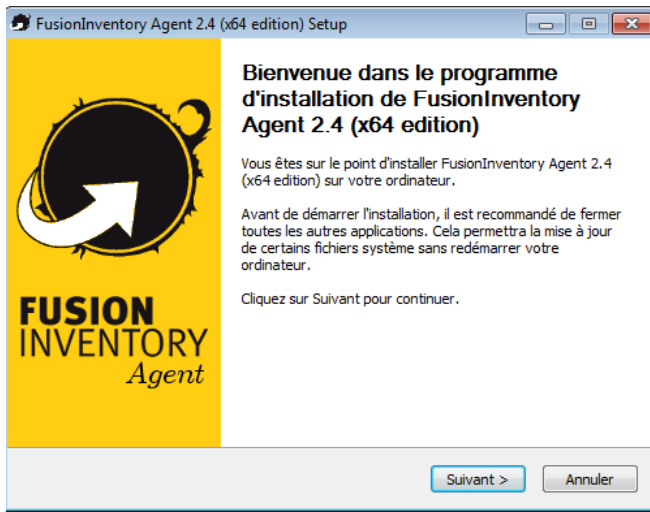 FusionInventory Agent 2.4 (x64 edition) Setup
Bienvenue dans le programme
d'installation de FusionInventory
Agent 2.4 (x64 edition)
Vous êtes sur le point d'installer FusionInventory Agent 2.4
(x64 edition) sur votre ordinateur.
Avant de démarrer l'installation, il est recommandé de fermer
toutes les autres applications. Cela permettra la mise à jour
de certains fichiers système sans redémarrer votre
ordinateur.
Cliquez sur Suivant pour continuer.
FUSION
INVENTORY
Agent
Suivant >
Annuler